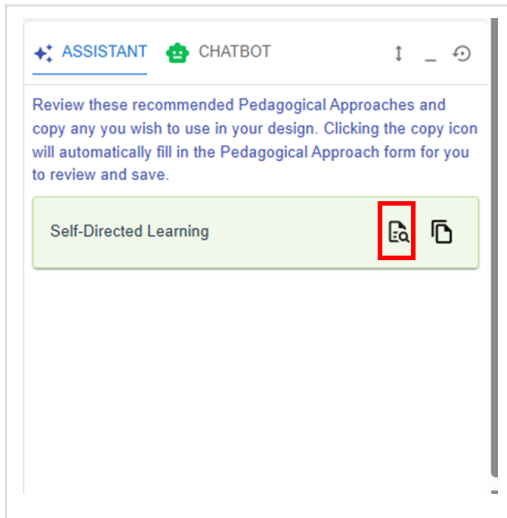 ASSISTANT CHATBOT
Review these recommended Pedagogical Approaches and
copy any you wish to use in your design. Clicking the copy icon
will automatically fill in the Pedagogical Approach form for you
to review and save.
Self-Directed Learning